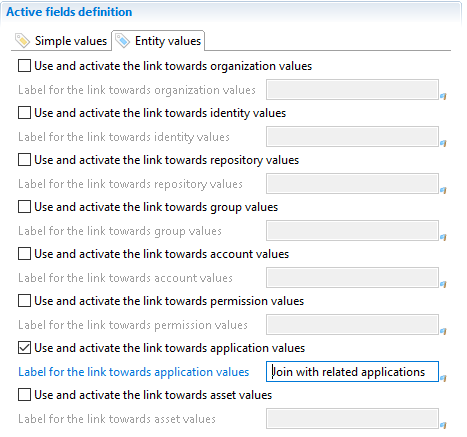 Active fields definition
Simple values
Entity values
Use and activate the link towards organization values
Label for the link towards organization values
Use and activate the link towards identity values
Label for the link towards identity values
Use and activate the link towards repository values
Label for the link towards repository values
Use and activate the link towards group values
Label for the link towards group values
Use and activate the link towards account values
Label for the link towards account values
Use and activate the link towards permission values
Label for the link towards permission values
Use and activate the link towards application values
Label for the link towards application values Join with related applications
Use and activate the link towards asset values
Label for the link towards asset values